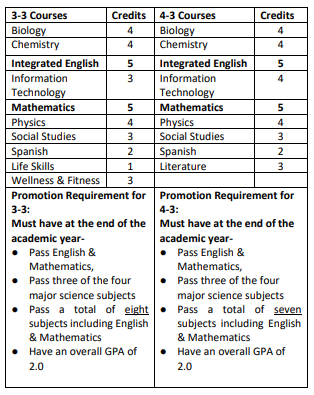 3-3 Courses Credits 4-3 Courses Credits
Biology 4 Biology 4
Chemistry 4 Chemistry 4
Integrated English 5 Integrated English 5
Information Technology 3 Information Technology 4
Mathematics 5 Mathematics 5
Physics 4 Physics 4
Social Studies 3 Social Studies 3
Spanish 2 Spanish 2
Life Skills 1 Literature 3
Wellness & Fitness 3
Promotion Requirement for
3-3:
Must have at the end of the
academic year-
● Pass English &
Mathematics,
● Pass three of the four
major science subjects
● Pass a total of eight
subjects including English
& Mathematics
● Have an overall GPA of
2.0
Promotion Requirement for
4-3:
Must have at the end of the
academic year-
● Pass English &
Mathematics,
● Pass three of the four
major science subjects
● Pass a total of seven
subjects including English
& Mathematics
● Have an overall GPA of
2.0